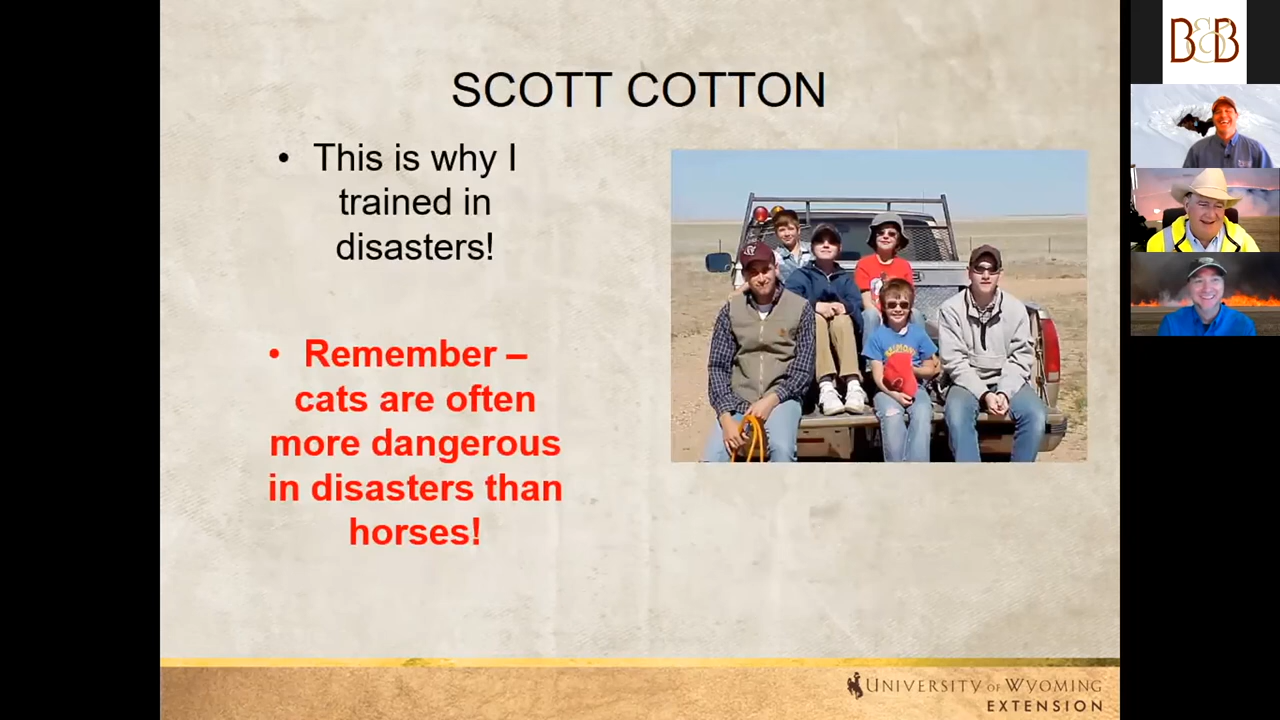 SCOTT COTTON
• This is why I
trained in
disasters!
• Remember –
cats are often
more dangerous
in disasters than
horses!
UNIVERSITY OF WYOMING
EXTENSION
B&B